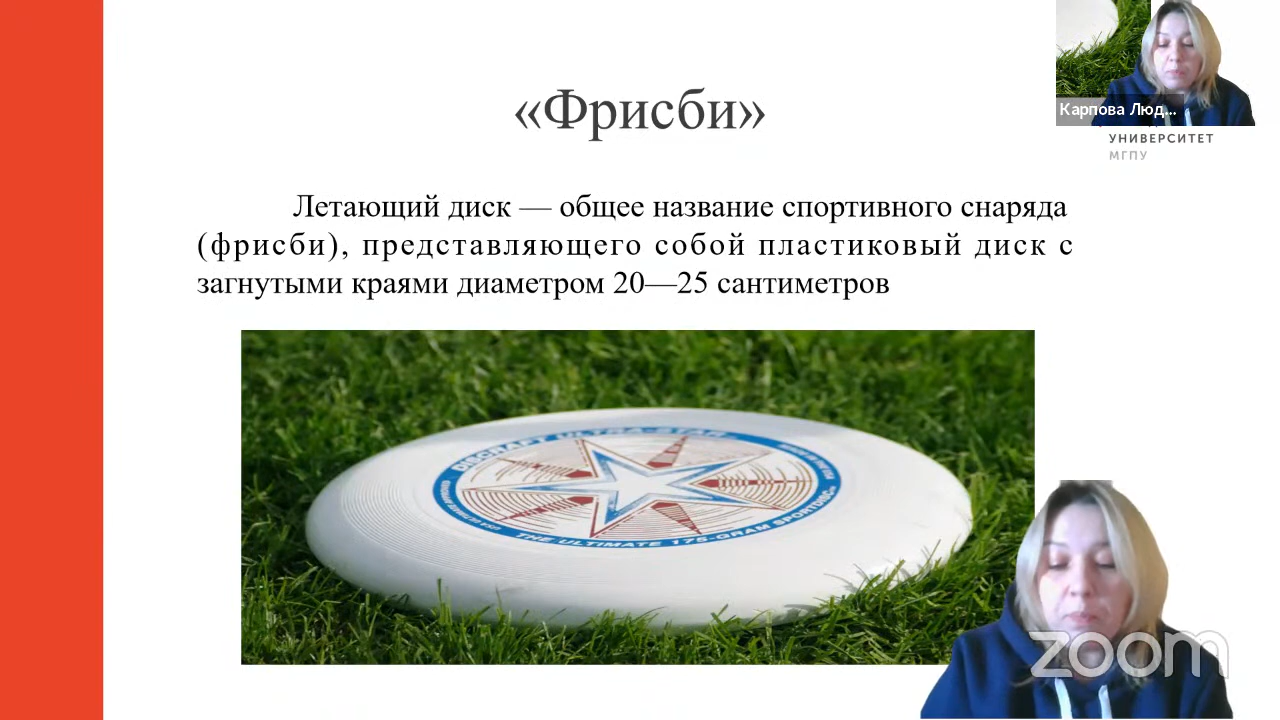 «Фрисби»
Карпова Люд...
УНИВЕРСИТЕТ
МГПУ
Летающий диск — общее название спортивного снаряда
(фрисби), представляющего собой пластиковый диск с
загнутыми краями диаметром 20—25 сантиметров
DISCRAFT ULTRA-STAR
THE ULTIMATE 175-GRAM SPORTDISC
zoom